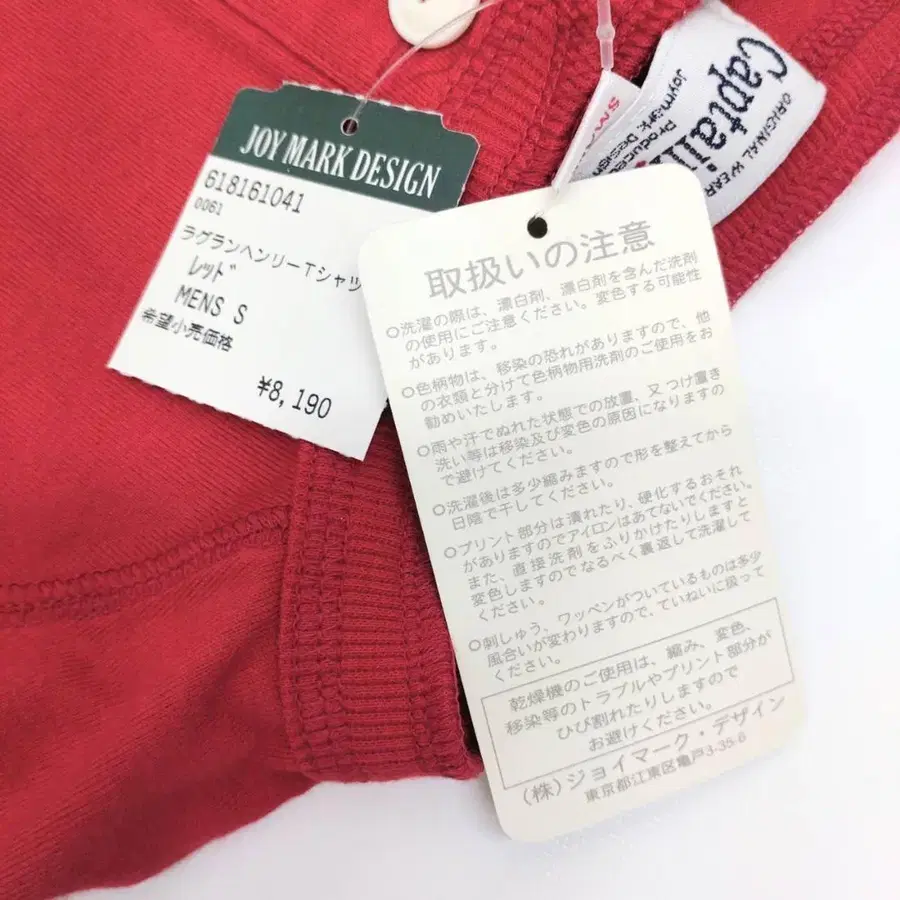 JOY MARK DESIGN
618161041
0061
ラグランヘンリーTシャツ
レッド
MENS S
希望小売価格
¥8,190
Captai
ORIGINAL WEAR
Joymark Design
Produced
取扱いの注意
○洗濯の際は、漂白剤、漂白剤を含んだ洗剤
の使用にご注意ください。変色する可能性
があります。
○色柄物は、移染の恐れがありますので、他
の衣類と分けて色柄物用洗剤のご使用をお
勧めいたします。
○雨や汗でぬれた状態での放置、又つけ置き
洗い等は移染及び変色の原因になりますの
で避けてください。
○洗濯後は多少縮みますので形を整えてから
日陰で干してください。
○プリント部分は潰れたり、硬化するおそれ
がありますのでアイロンはあてないでください。
また、直接洗剤をふりかけたりしますと
変色しますのでなるべく裏返して洗濯して
ください。
○刺しゅう、ワッペンがついているものは多少
風合いが変わりますので、ていねいに扱って
ください。
乾燥機のご使用は、縮み、変色、
移染等のトラブルやプリント部分が
ひび割れたりしますので
お避けください。
(株)ジョイマーク・デザイン
東京都江東区亀戸3-35-6